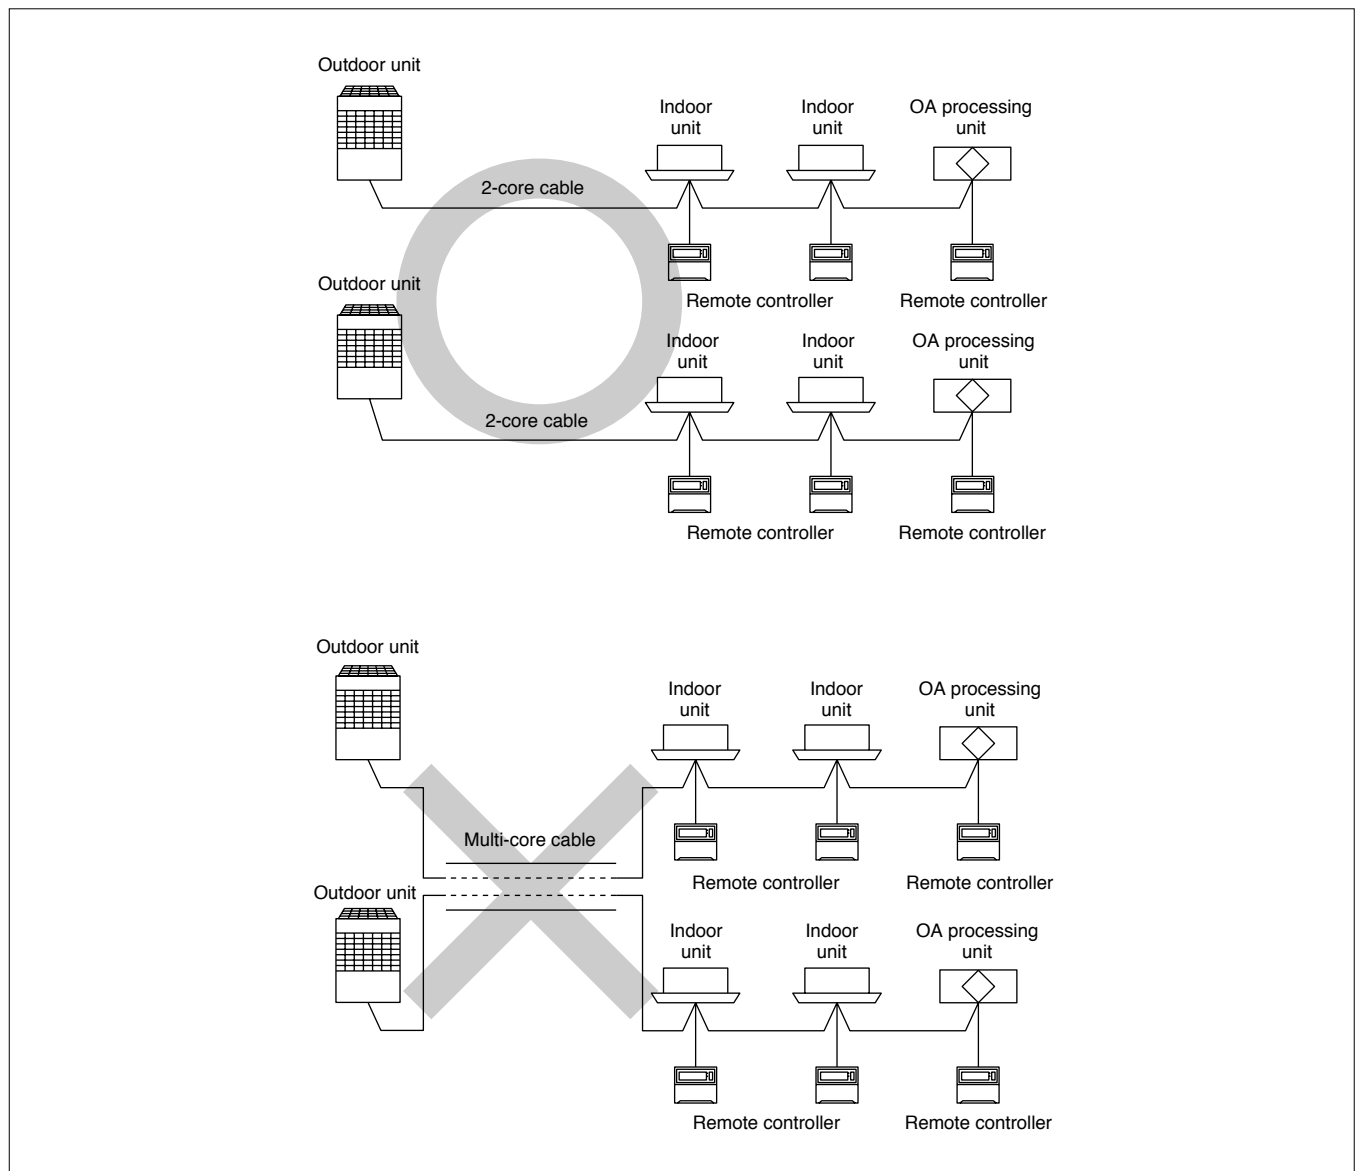 Outdoor unit
Indoor
unit
Indoor
unit
OA processing
unit
2-core cable
Remote controller
Remote controller
Outdoor unit
Indoor
unit
Indoor
unit
OA processing
unit
2-core cable
Remote controller
Remote controller
Outdoor unit
Indoor
unit
Indoor
unit
OA processing
unit
Multi-core cable
Remote controller
Remote controller
Outdoor unit
Indoor
unit
Indoor
unit
OA processing
unit
Remote controller
Remote controller